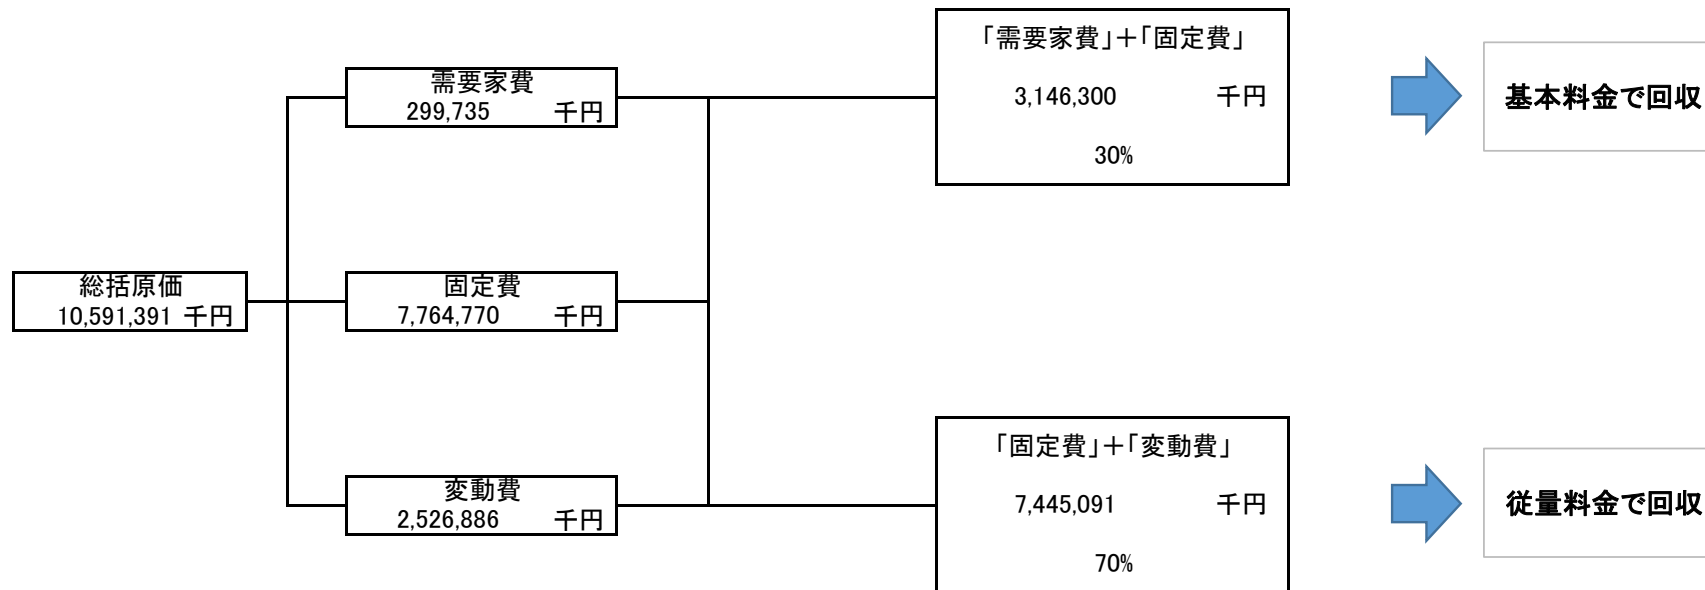 総括原価
10,591,391 千円
需要家費
299,735 千円
固定費
7,764,770 千円
変動費
2,526,886 千円
「需要家費」＋「固定費」
3,146,300 千円
30%
「固定費」＋「変動費」
7,445,091 千円
70%
基本料金で回収
従量料金で回収